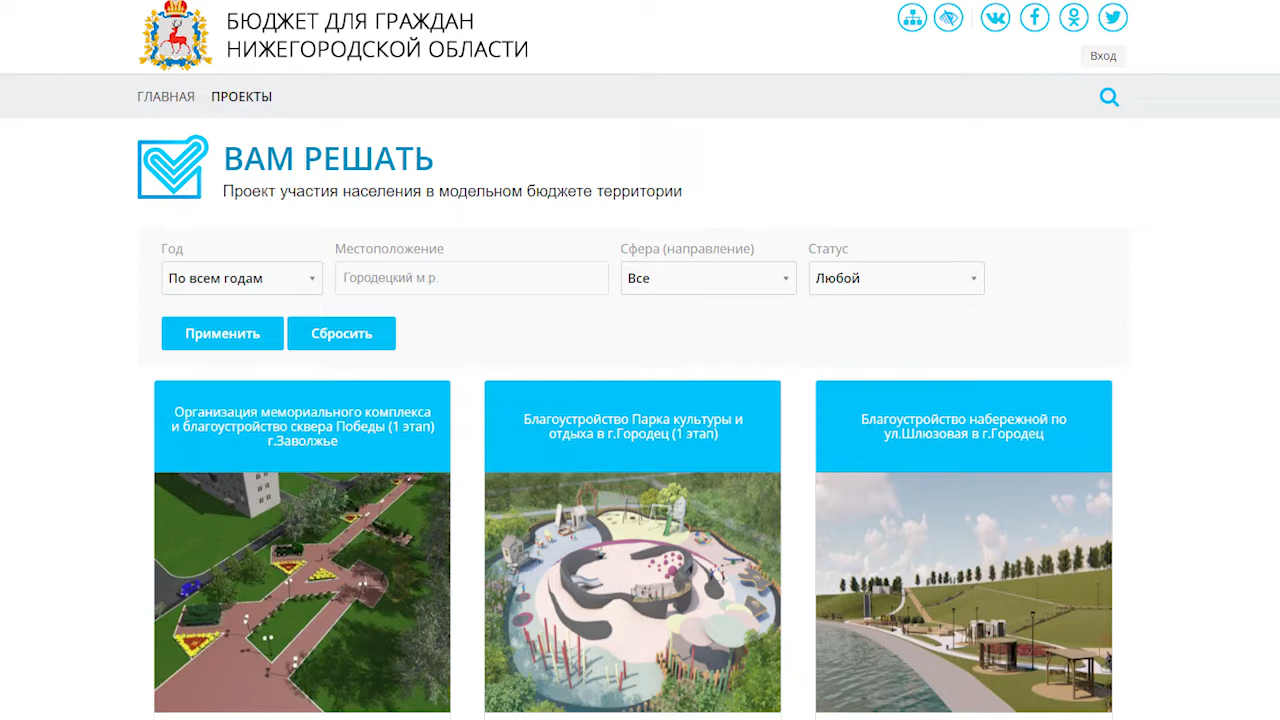 БЮДЖЕТ ДЛЯ ГРАЖДАН
НИЖЕГОРОДСКОЙ ОБЛАСТИ
Вход
ГЛАВНАЯ ПРОЕКТЫ
ВАМ РЕШАТЬ
Проект участия населения в модельном бюджете территории
Год Местоположение Сфера (направление) Статус
По всем годам Городецкий м.р. Все Любой
Применить Сбросить
Организация мемориального комплекса
и благоустройство сквера Победы (1 этап)
г.Заволжье
Благоустройство Парка культуры и
отдыха в г.Городец (1 этап)
Благоустройство набережной по
ул.Шлюзовая в г.Городец